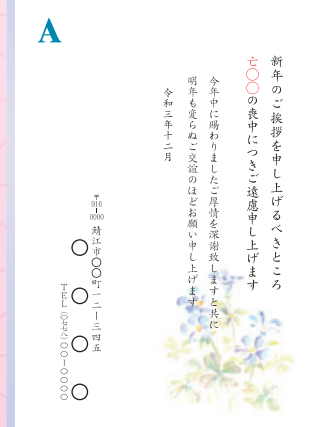 A
新年のご挨拶を申し上げるべきところ
亡〇〇の喪中につきご遠慮申し上げます
今年中に賜わりましたご厚情を深謝致しますと共に
明年も変らぬご交誼のほどお願い申し上げます
令和三年十二月
〒916-0000
鯖江市〇〇町一二ー三四五
〇〇〇〇
TEL(〇七七八)〇〇ー〇〇〇〇